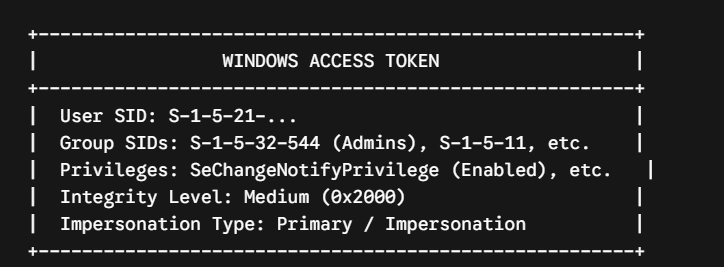 +-------------------------------------------------------+
|                 WINDOWS ACCESS TOKEN                  |
+-------------------------------------------------------+
|  User SID: S-1-5-21-...                               |
|  Group SIDs: S-1-5-32-544 (Admins), S-1-5-11, etc.    |
|  Privileges: SeChangeNotifyPrivilege (Enabled), etc.   |
|  Integrity Level: Medium (0x2000)                     |
|  Impersonation Type: Primary / Impersonation          |
+-------------------------------------------------------+